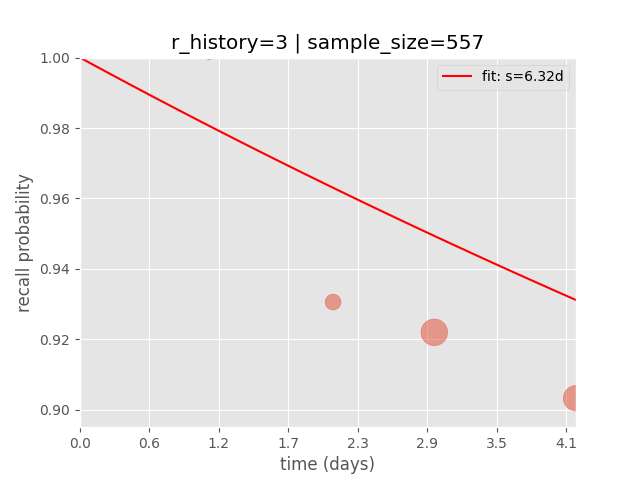 r_history=3 | sample_size=557
fit: s=6.32d
1.00
0.98
0.96
0.94
0.92
0.90
recall probability
0.0 0.6 1.2 1.7 2.3 2.9 3.5 4.1
time (days)